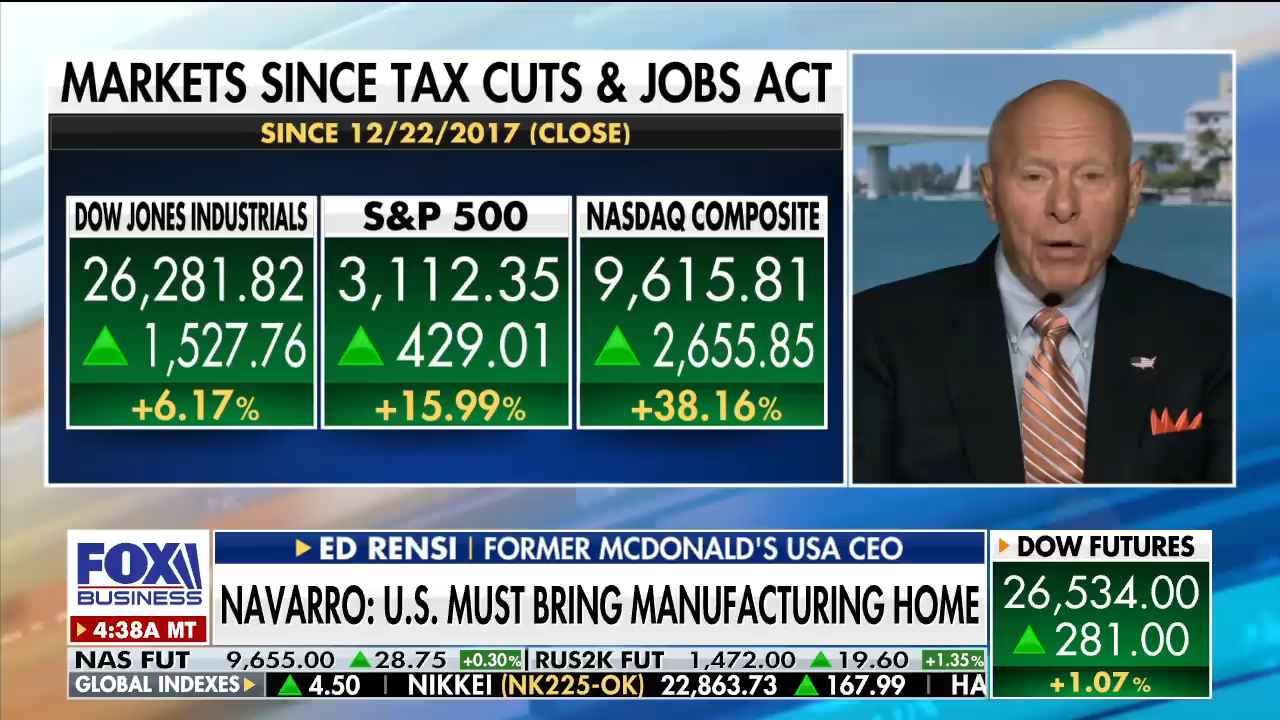 MARKETS SINCE TAX CUTS & JOBS ACT
SINCE 12/22/2017 (CLOSE)
DOW JONES INDUSTRIALS
26,281.82
1,527.76
+6.17%
S&P 500
3,112.35
429.01
+15.99%
NASDAQ COMPOSITE
9,615.81
2,655.85
+38.16%
FOX
BUSINESS
4:38A MT
ED RENSI | FORMER MCDONALD'S USA CEO
NAVARRO: U.S. MUST BRING MANUFACTURING HOME
DOW FUTURES
26,534.00
281.00
+1.07%
NAS FUT 9,655.00 28.75 +0.30% RUS2K FUT 1,472.00 19.60 +1.35%
GLOBAL INDEXES 4.50 | NIKKEI (NK225-OK) 22,863.73 167.99 | HA